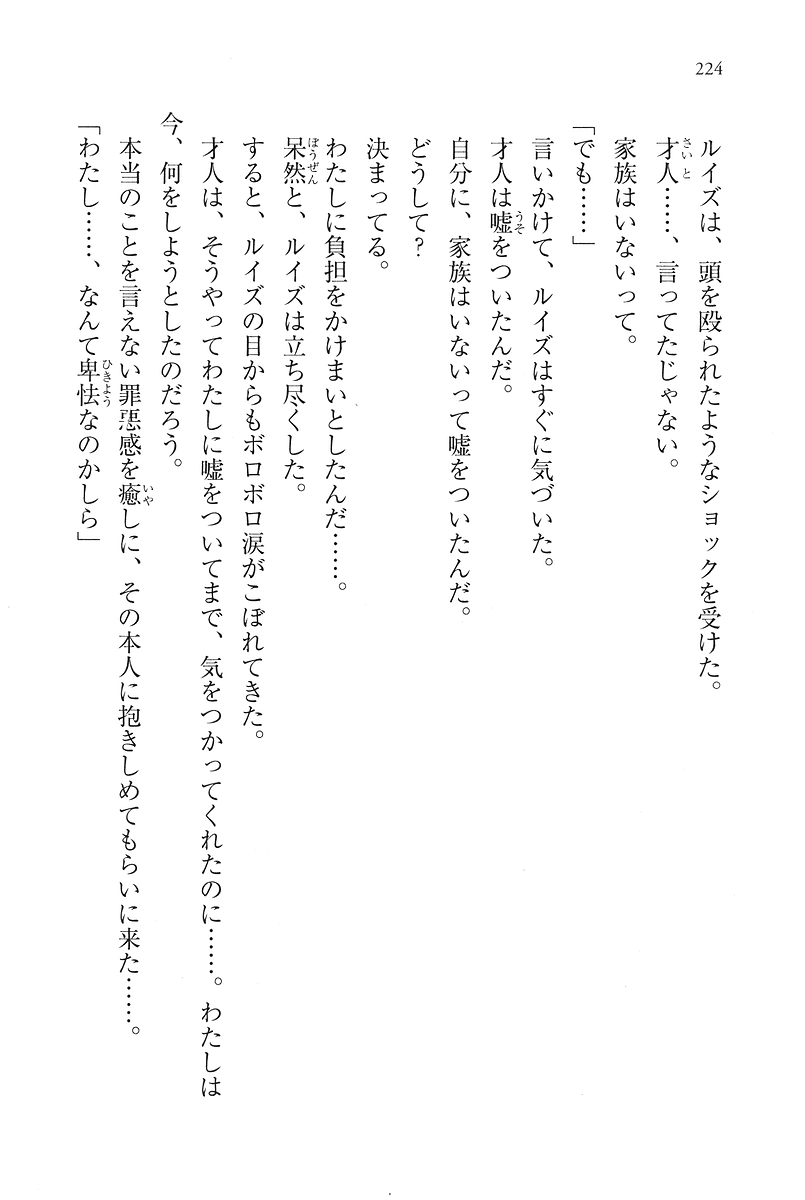 224
ルイズは、頭を殴られたようなショックを受けた。
才人……、言ってたじゃない。
家族はいないって。
「でも……」
言いかけて、ルイズはすぐに気づいた。
才人は嘘をついたんだ。
自分に、家族はいないって嘘をついたんだ。
どうして?
決まってる。
わたしに負担をかけまいとしたんだ……。
呆然と、ルイズは立ち尽くした。
すると、ルイズの目からもボロボロ涙がこぼれてきた。
才人は、そうやってわたしに嘘をついてまで、気をつかってくれたのに……。わたしは
今、何をしようとしたのだろう。
本当のことを言えない罪悪感を癒しに、その本人に抱きしめてもらいに来た……。
「わたし……、なんて卑怯なのかしら」